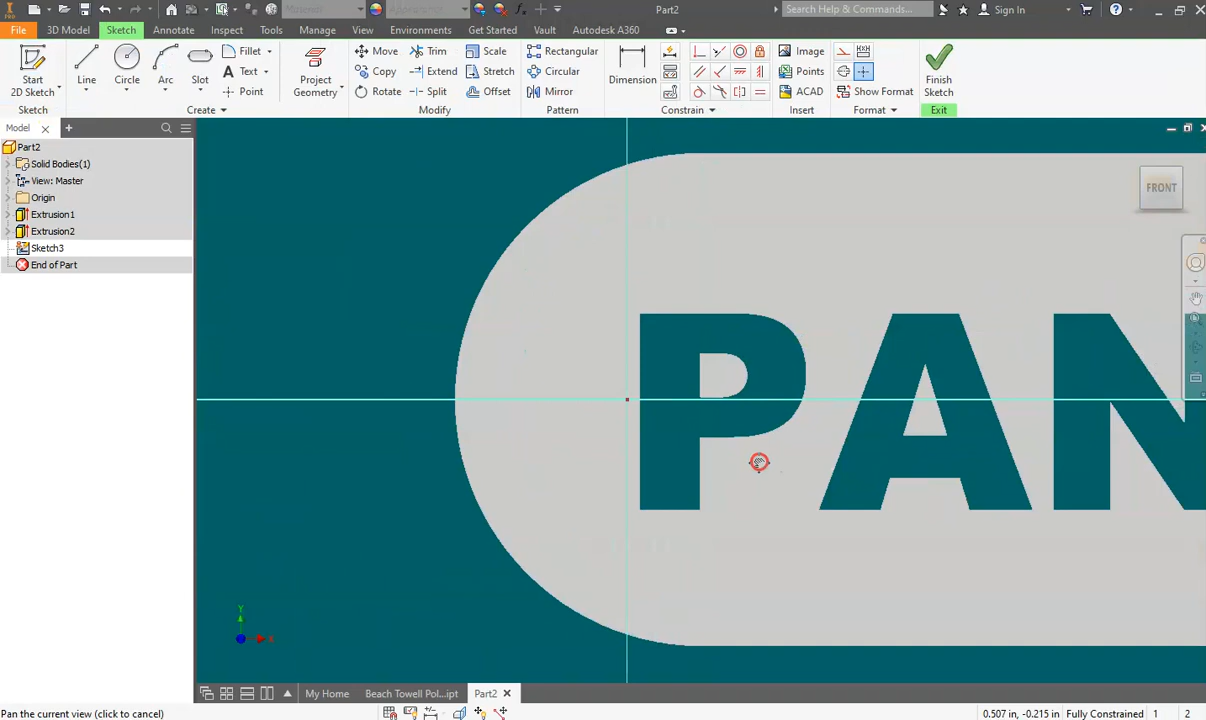 PRO
Material
Appearance
Part2
Search Help & Commands...
Sign In
File
3D Model
Sketch
Annotate
Inspect
Tools
Manage
View
Environments
Get Started
Vault
Autodesk A360
Start
2D Sketch
Line
Circle
Arc
Slot
Fillet
Text
Point
Project
Geometry
Move
Copy
Rotate
Trim
Extend
Split
Scale
Stretch
Offset
Rectangular
Circular
Mirror
Dimension
Image
Points
ACAD
Show Format
Finish
Sketch
Sketch
Create
Modify
Pattern
Constrain
Insert
Format
Exit
Model
Part2
Solid Bodies(1)
View: Master
Origin
Extrusion1
Extrusion2
Sketch3
End of Part
FRONT
PAN
Y
X
My Home
Beach Towell Pol...ipt
Part2
Pan the current view (click to cancel)
0.507 in, -0.215 in
Fully Constrained
1
2